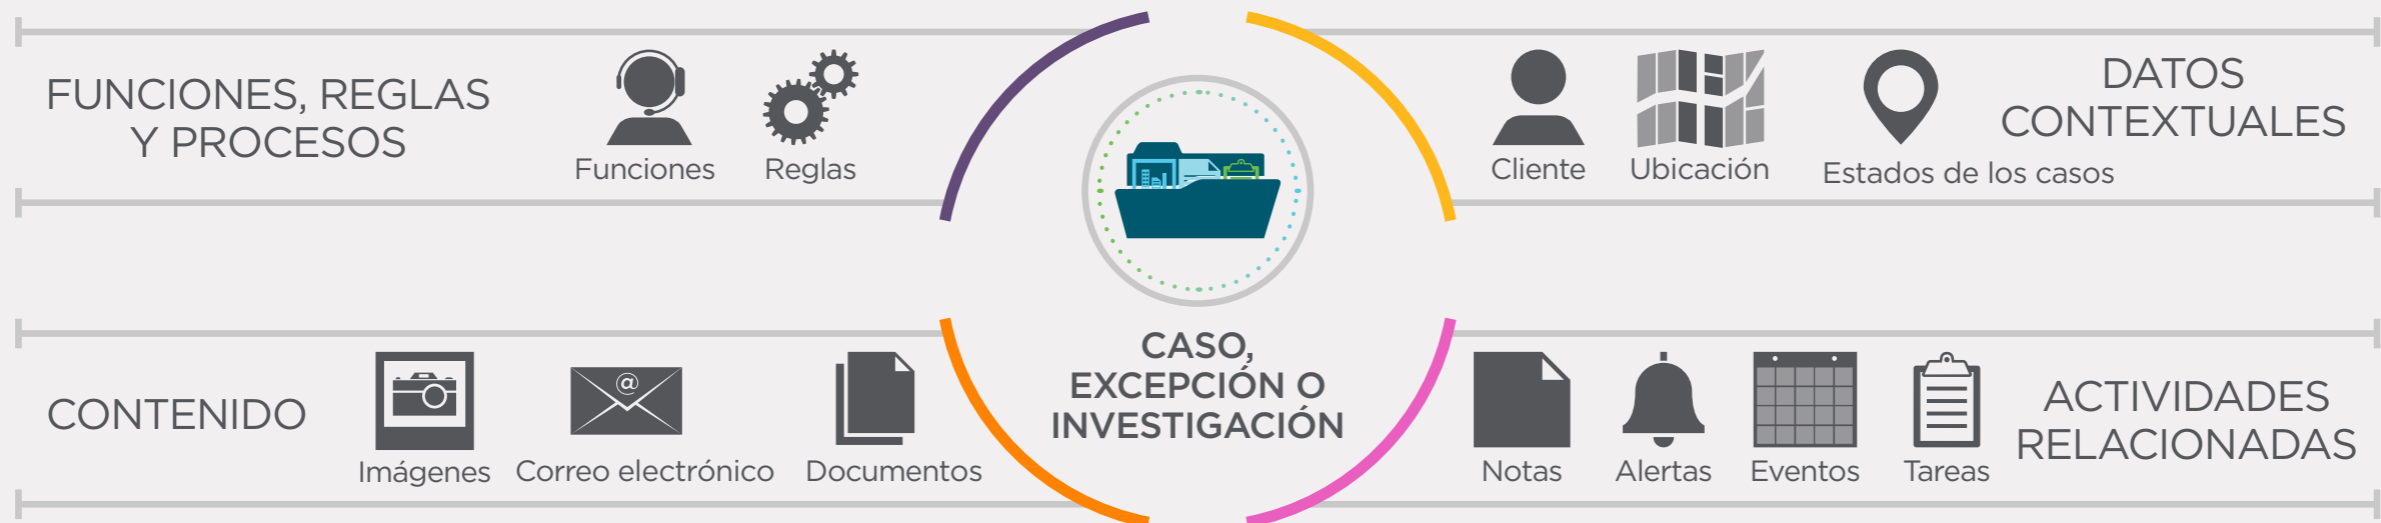 FUNCIONES, REGLAS
Y PROCESOS
Funciones
Reglas
Cliente
Ubicación
Estados de los casos
DATOS
CONTEXTUALES
CASO,
EXCEPCIÓN O
INVESTIGACIÓN
CONTENIDO
Imágenes
@
Correo electrónico
Documentos
Notas
Alertas
Eventos
Tareas
ACTIVIDADES
RELACIONADAS